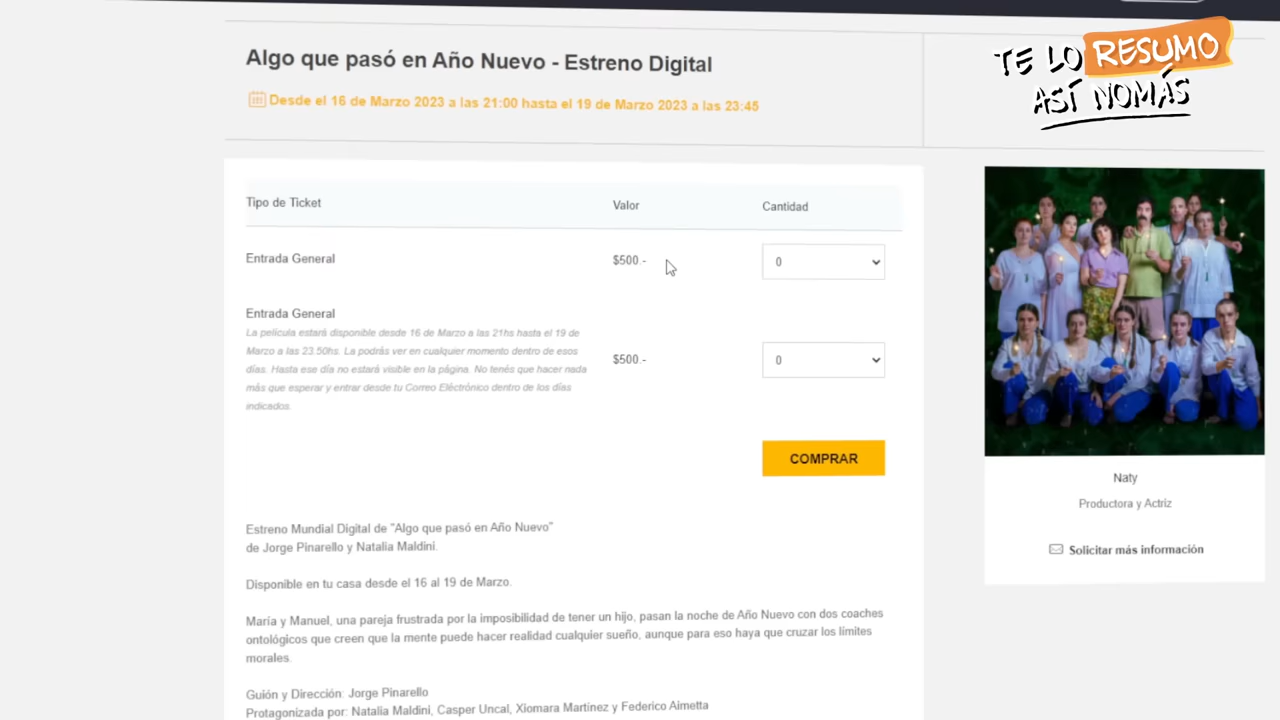 TE LO RESUMO
ASÍ NOMÁS
Algo que pasó en Año Nuevo - Estreno Digital
Desde el 16 de Marzo 2023 a las 21:00 hasta el 19 de Marzo 2023 a las 23:45
Tipo de Ticket Valor Cantidad
Entrada General $500.- 0
Entrada General
La película estará disponible desde 16 de Marzo a las 21hs hasta el 19 de
Marzo a las 23.50hs. La podrás ver en cualquier momento dentro de esos
días. Hasta ese día no estará visible en la página. No tenés que hacer nada
más que esperar y entrar desde tu Correo Eléctrónico dentro de los días
indicados.
$500.- 0
COMPRAR
Estreno Mundial Digital de "Algo que pasó en Año Nuevo"
de Jorge Pinarello y Natalia Maldini.
Disponible en tu casa desde el 16 al 19 de Marzo.
María y Manuel, una pareja frustrada por la imposibilidad de tener un hijo, pasan la noche de Año Nuevo con dos coaches
ontológicos que creen que la mente puede hacer realidad cualquier sueño, aunque para eso haya que cruzar los límites
morales.
Guión y Dirección: Jorge Pinarello
Protagonizada por: Natalia Maldini, Casper Uncal, Xiomara Martínez y Federico Aimetta
Naty
Productora y Actriz
Solicitar más información